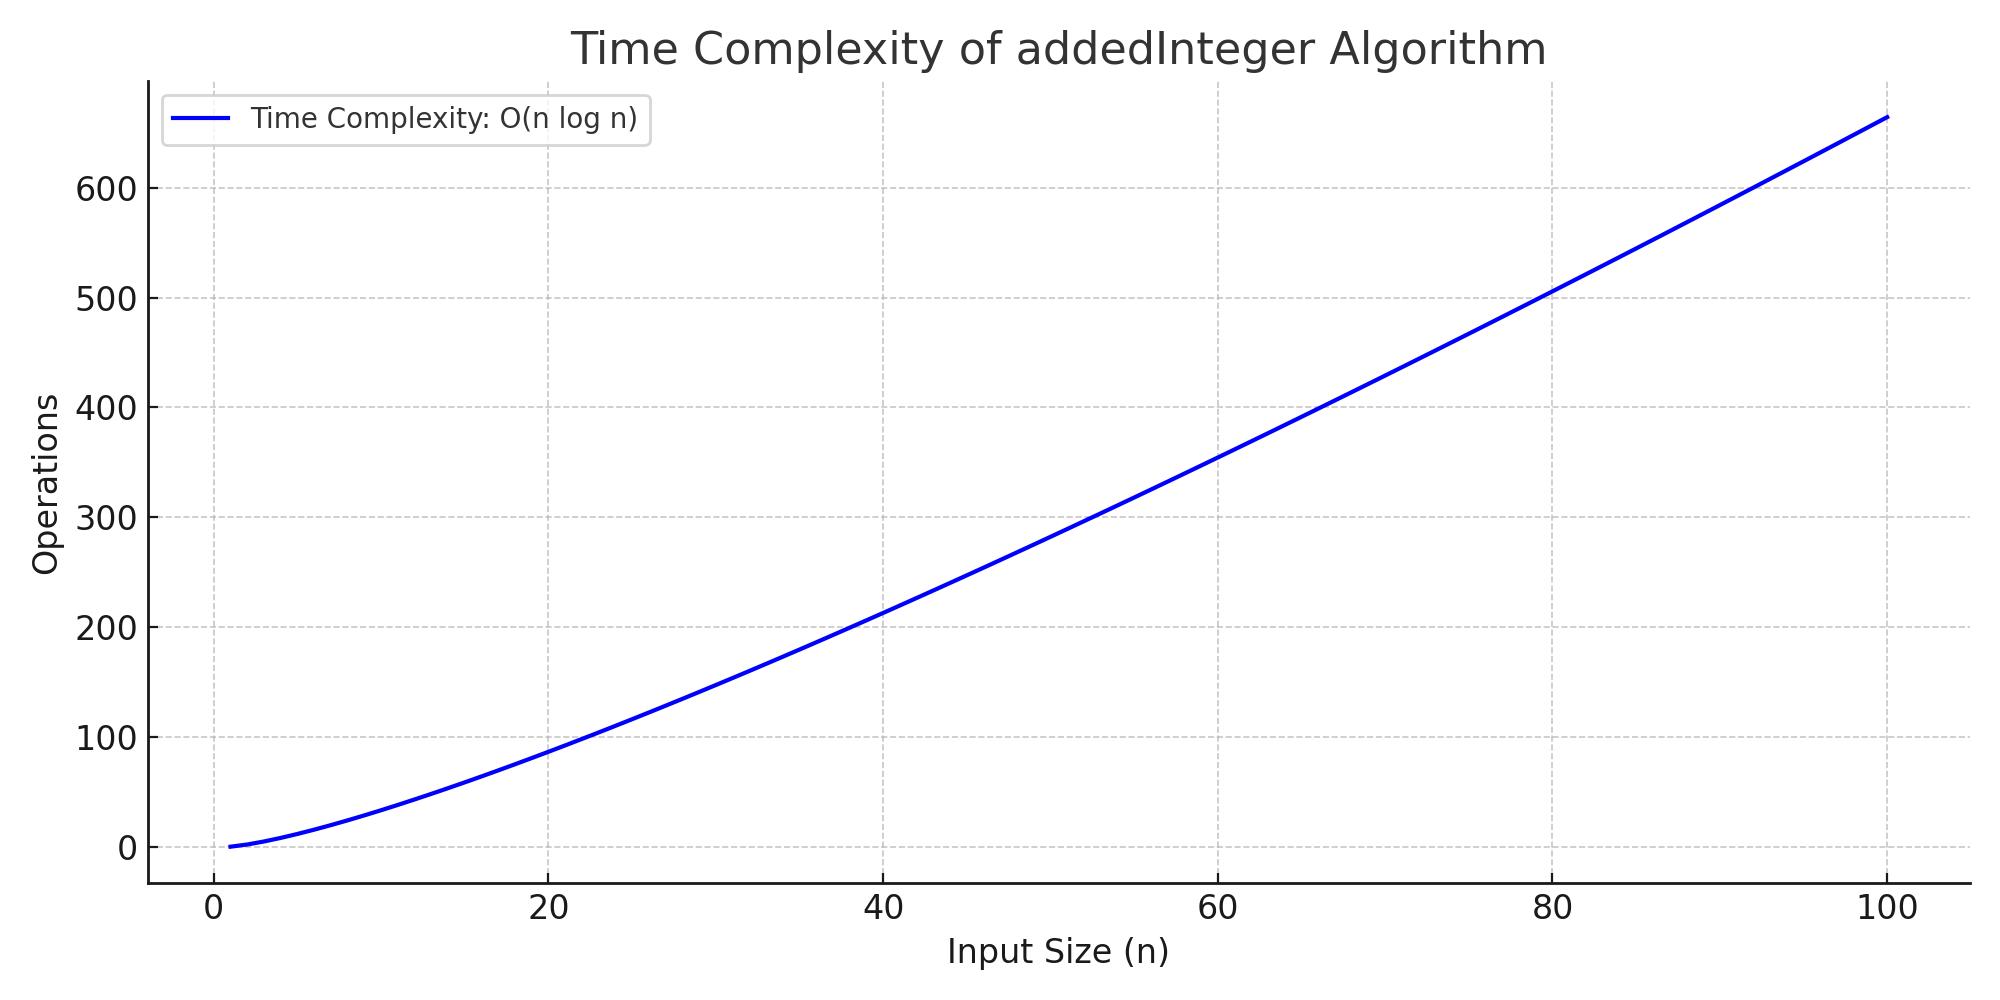 Time Complexity of addedInteger Algorithm
Time Complexity: O(n log n)
600
500
400
300
200
100
0
Operations
0 20 40 60 80 100
Input Size (n)